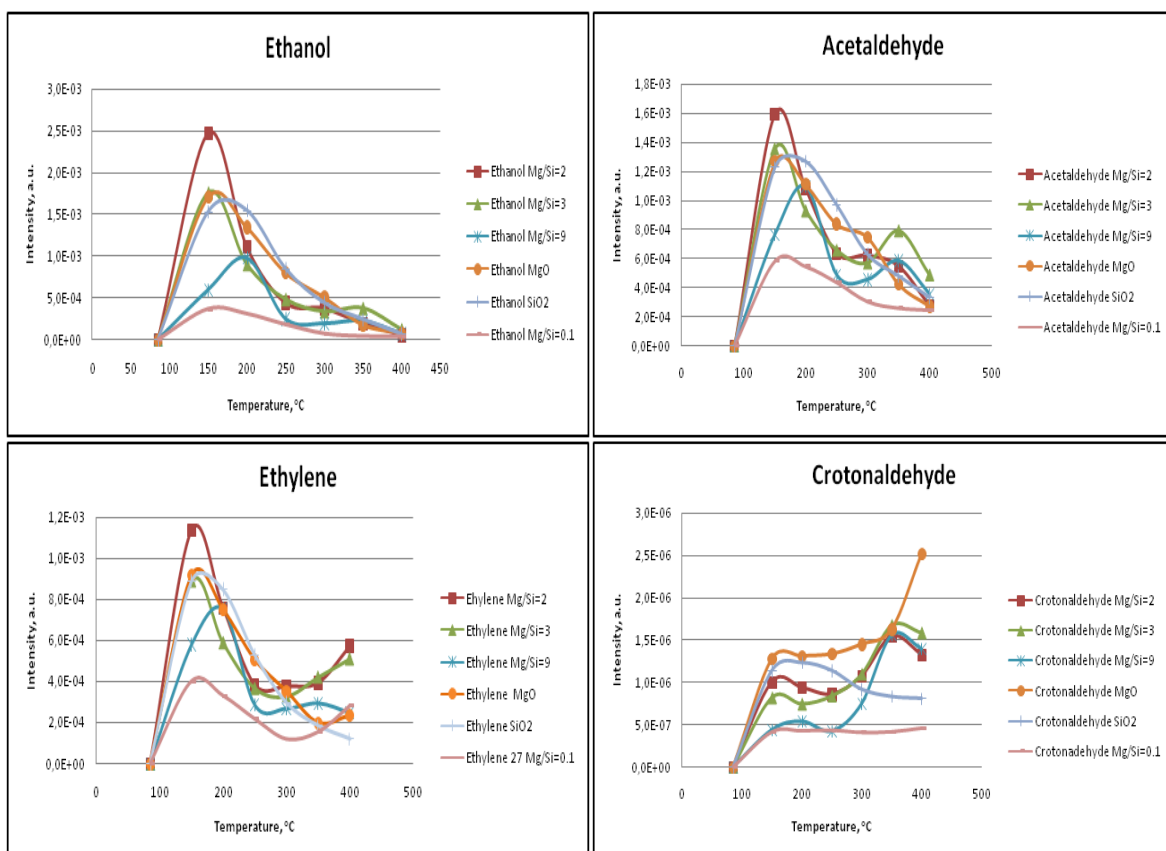 Ethanol
Intensity, a.u.
3,0E-03
2,5E-03
2,0E-03
1,5E-03
1,0E-03
5,0E-04
0,0E+00
0 50 100 150 200 250 300 350 400 450
Temperature, °C
Ethanol Mg/Si=2
Ethanol Mg/Si=3
Ethanol Mg/Si=9
Ethanol MgO
Ethanol SiO2
Ethanol Mg/Si=0.1
Acetaldehyde
Intensity, a.u.
1,8E-03
1,6E-03
1,4E-03
1,2E-03
1,0E-03
8,0E-04
6,0E-04
4,0E-04
2,0E-04
0,0E+00
0 100 200 300 400 500
Temperature, °C
Acetaldehyde Mg/Si=2
Acetaldehyde Mg/Si=3
Acetaldehyde Mg/Si=9
Acetaldehyde MgO
Acetaldehyde SiO2
Acetaldehyde Mg/Si=0.1
Ethylene
Intensity, a.u.
1,2E-03
1,0E-03
8,0E-04
6,0E-04
4,0E-04
2,0E-04
0,0E+00
0 100 200 300 400 500
Temperature, °C
Ehylene Mg/Si=2
Ethylene Mg/Si=3
Ethylene Mg/Si=9
Ethylene MgO
Ethylene SiO2
Ethylene 27 Mg/Si=0.1
Crotonaldehyde
Intensity, a.u.
3,0E-06
2,5E-06
2,0E-06
1,5E-06
1,0E-06
5,0E-07
0,0E+00
0 100 200 300 400 500
Temperature, °C
Crotonaldehyde Mg/Si=2
Crotonaldehyde Mg/Si=3
Crotonaldehyde Mg/Si=9
Crotonaldehyde MgO
Crotonaldehyde SiO2
Crotonadehyde Mg/Si=0.1